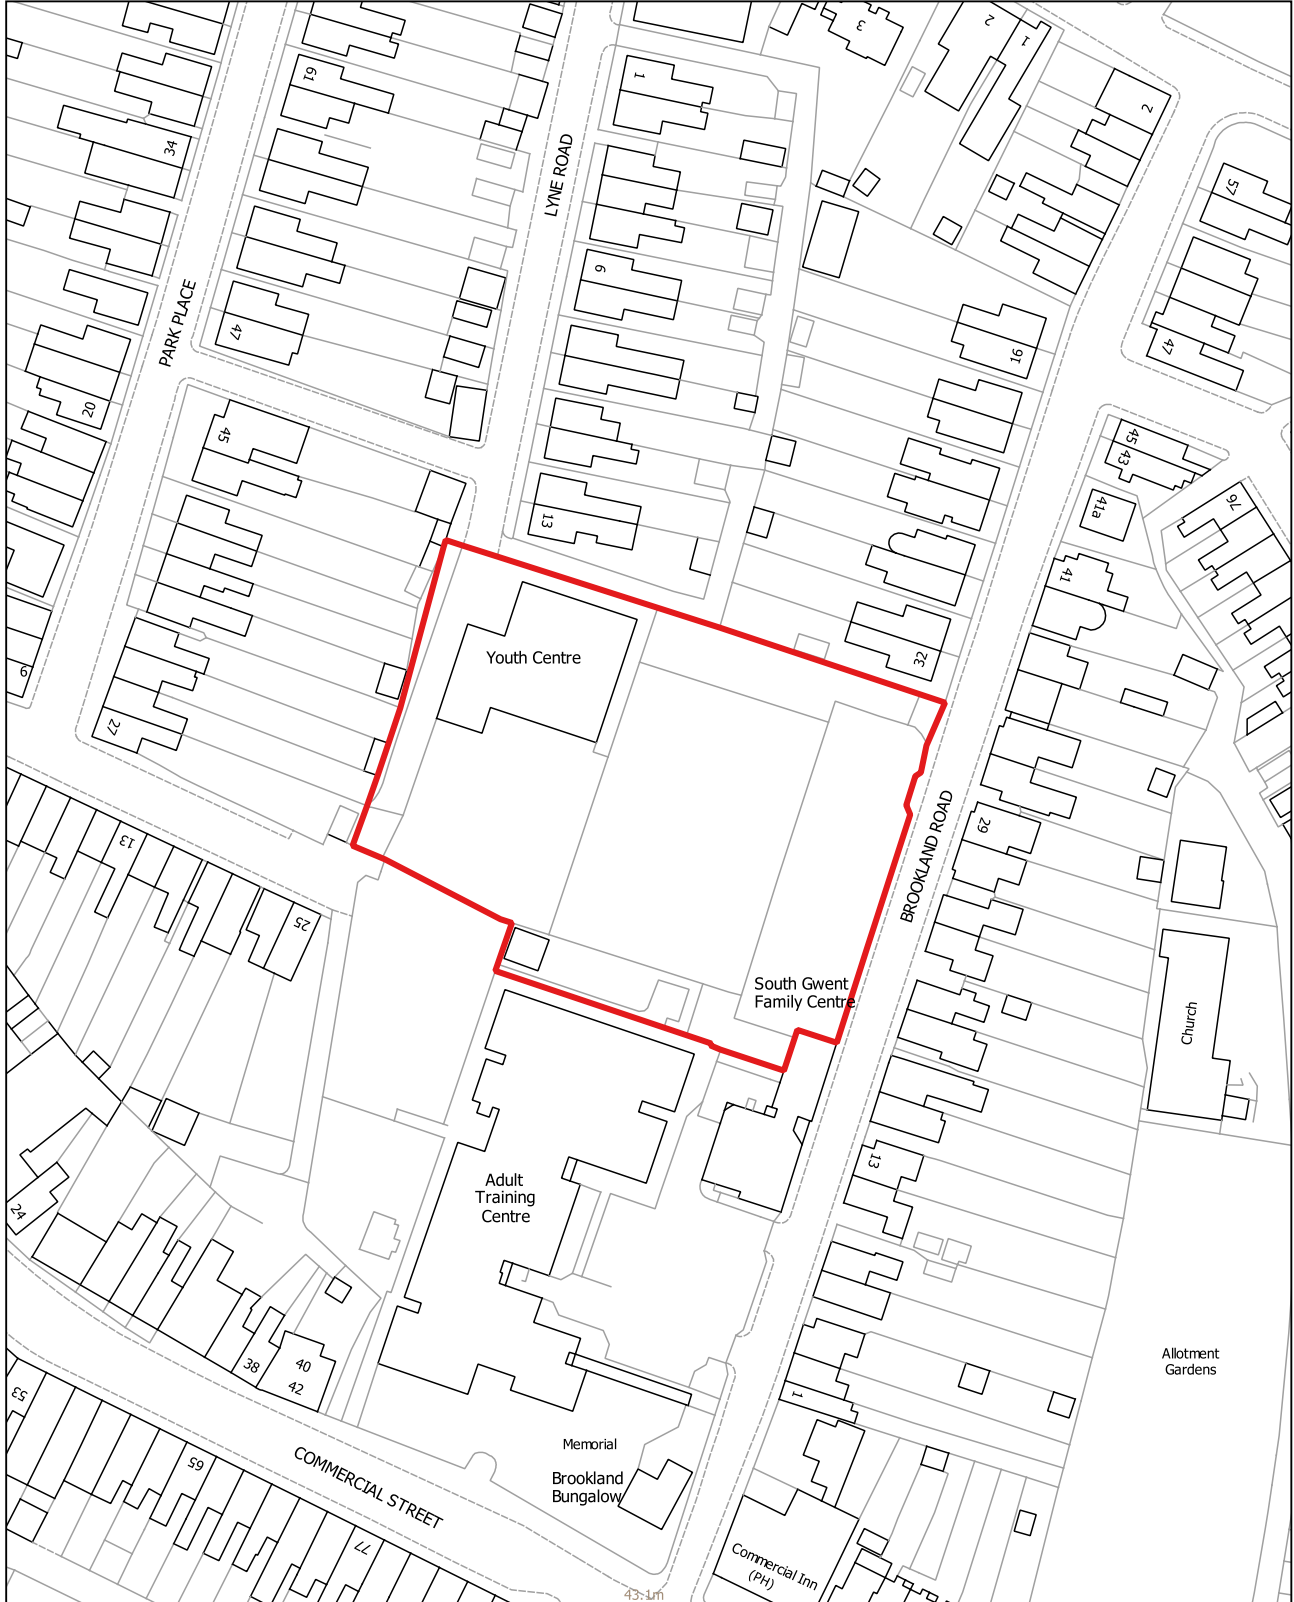 3
2
1
2
61
1
34
LYNE ROAD
57
6
PARK PLACE
47
16
47
20
45
45
43
41a
76
13
41
Youth Centre
32
9
27
BROOKLAND ROAD
29
13
25
South Gwent
Family Centre
Church
13
Adult
Training
Centre
24
38
40
42
Allotment
Gardens
53
1
Memorial
65
Brookland
Bungalow
COMMERCIAL STREET
77
Commercial Inn
(PH)
43.1m